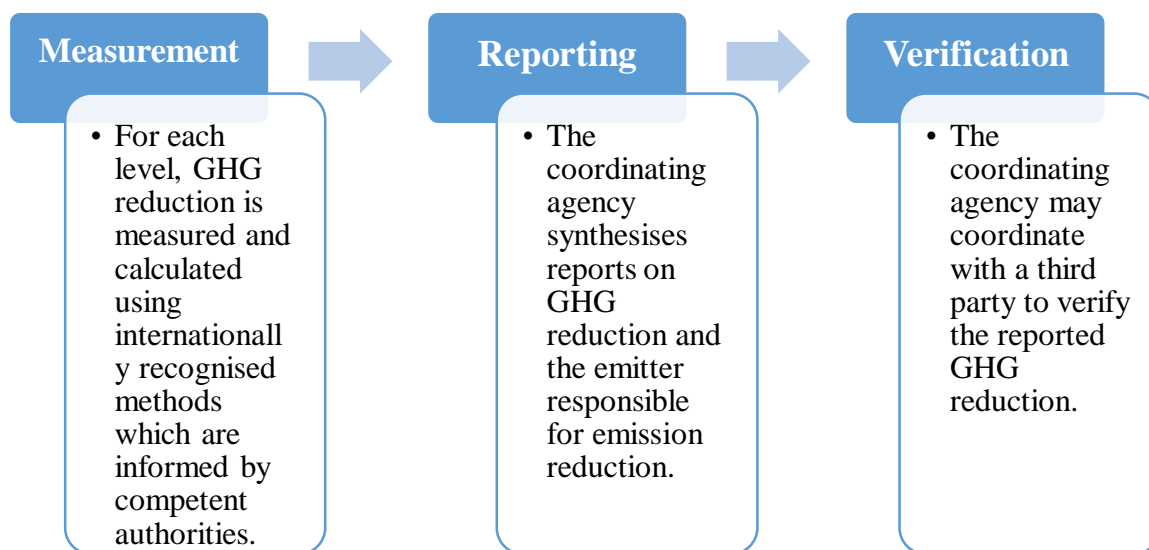 Measurement
• For each
level, GHG
reduction is
measured and
calculated
using
internationall
y recognised
methods
which are
informed by
competent
authorities.
Reporting
• The
coordinating
agency
synthesises
reports on
GHG
reduction and
the emitter
responsible
for emission
reduction.
Verification
• The
coordinating
agency may
coordinate
with a third
party to verify
the reported
GHG
reduction.